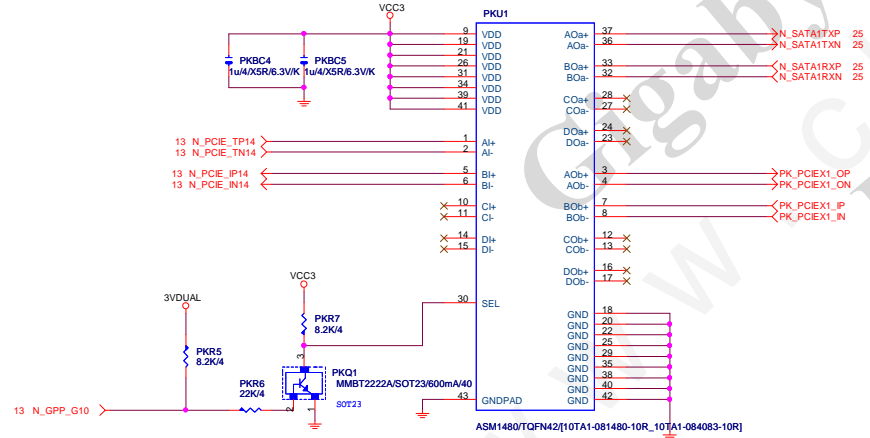 VCC3
PKU1
PKBC4
1u/4/X5R/6.3V/K
PKBC5
1u/4/X5R/6.3V/K
9 VDD
19 VDD
21 VDD
26 VDD
31 VDD
34 VDD
39 VDD
41 VDD
AOa+ 37 N_SATA1TXP 25
AOa- 36 N_SATA1TXN 25
BOa+ 33 N_SATA1RXP 25
BOa- 32 N_SATA1RXN 25
COa+ 28
COa- 27
DOa+ 24
DOa- 23
13 N_PCIE_TP14 1 AI+
13 N_PCIE_TN14 2 AI-
13 N_PCIE_IP14 5 BI+
13 N_PCIE_IN14 6 BI-
10 CI+
11 CI-
14 DI+
15 DI-
AOb+ 3 PK_PCIEX1_OP
AOb- 4 PK_PCIEX1_ON
BOb+ 7 PK_PCIEX1_IP
BOb- 8 PK_PCIEX1_IN
COb+ 12
COb- 13
DOb+ 16
DOb- 17
VCC3
3VDUAL
30 SEL
PKR7
8.2K/4
PKR5
8.2K/4
GND 18
GND 20
GND 22
GND 25
GND 29
GND 35
GND 38
GND 40
GND 42
3
PKQ1
MMBT2222A/SOT23/600mA/40
SOT23
PKR6
22K/4
2
1
13 N_GPP_G10
43 GNDPAD
ASM1480/TQFN42/[10TA1-081480-10R_10TA1-084083-10R]
Gigaby
w w w . c